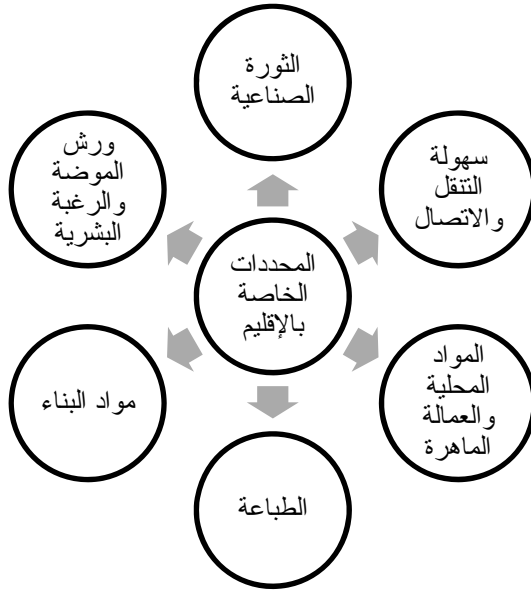 الثورة
الصناعية
سهولة
التنقل
والاتصال
ورش
الموضة
والرغبة
البشرية
المحددات
الخاصة
بالإقليم
المواد
المحلية
والعمالة
الماهرة
مواد البناء
الطباعة